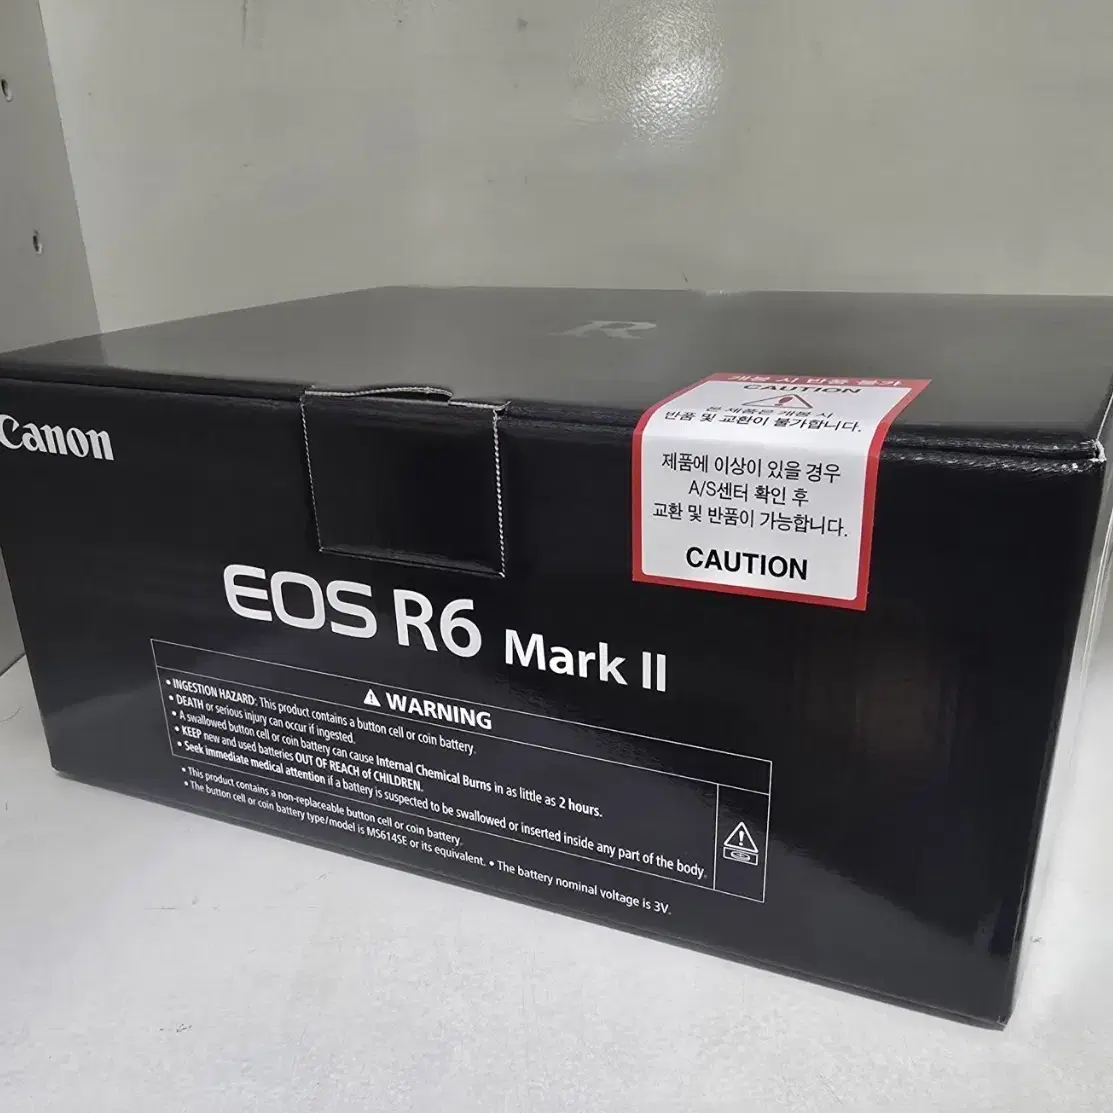 R
Canon
개봉 시 반품 불가
CAUTION
본 제품은 개봉 시
반품 및 교환이 불가합니다.
제품에 이상이 있을 경우
A/S센터 확인 후
교환 및 반품이 가능합니다.
CAUTION
EOS R6 Mark II
WARNING
• INGESTION HAZARD: This product contains a button cell or coin battery.
• DEATH or serious injury can occur if ingested.
• A swallowed button cell or coin battery can cause Internal Chemical Burns in as little as 2 hours.
• KEEP new and used batteries OUT OF REACH of CHILDREN.
• Seek immediate medical attention if a battery is suspected to be swallowed or inserted inside any part of the body.
• This product contains a non-replaceable button cell or coin battery.
• The button cell or coin battery type/model is MS614SE or its equivalent. • The battery nominal voltage is 3V.